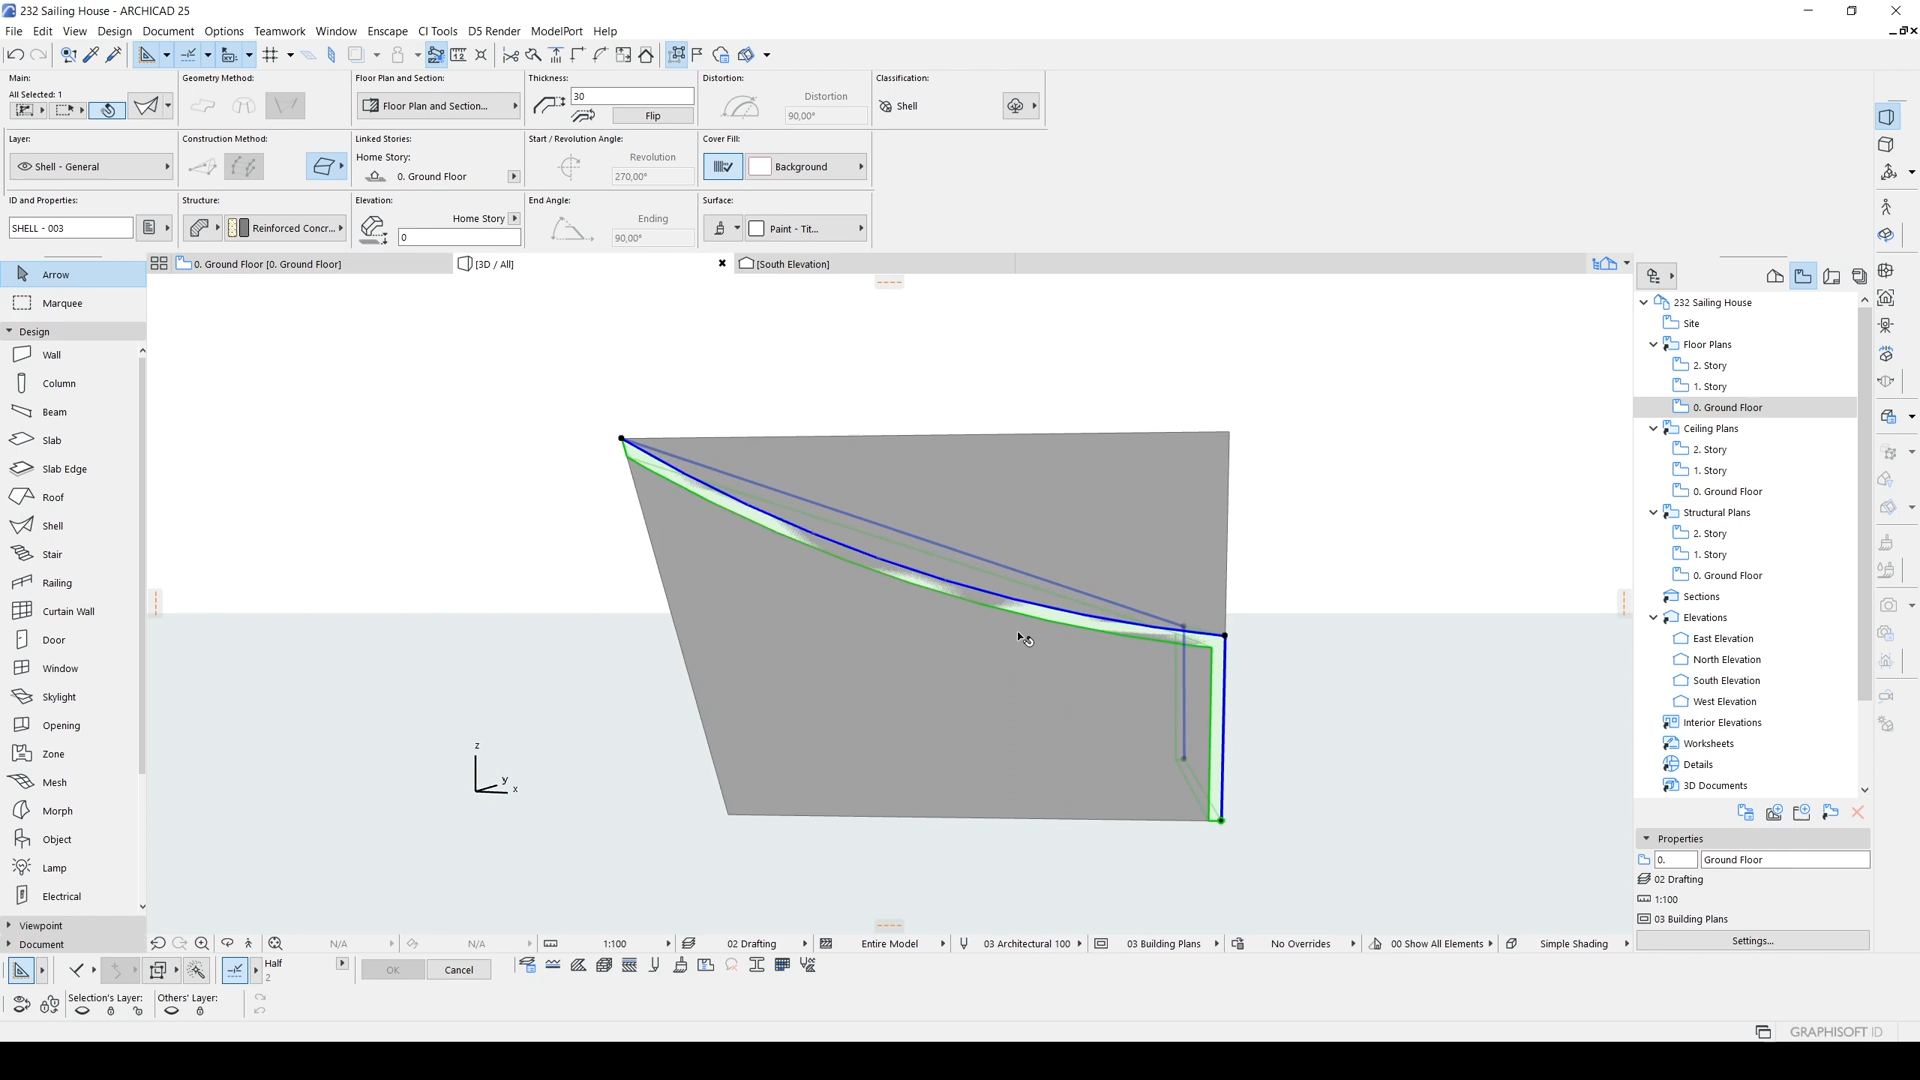 232 Sailing House - ARCHICAD 25
File Edit View Design Document Options Teamwork Window Enscape CI Tools D5 Render ModelPort Help
Main: Geometry Method: Floor Plan and Section: Thickness: Distortion: Classification:
All Selected: 1
Floor Plan and Section... 30 Flip Distortion 90,00° Shell
Layer: Construction Method: Linked Stories: Start / Revolution Angle: Cover Fill:
Home Story: Revolution
Shell - General 0. Ground Floor 270,00° Background
ID and Properties: Structure: Elevation: End Angle: Surface:
Home Story Ending
SHELL - 003 Reinforced Concr... 0 90,00° Paint - Tit...
0. Ground Floor [0. Ground Floor] [3D / All] [South Elevation]
Arrow
Marquee
Design
Wall
Column
Beam
Slab
Slab Edge
Roof
Shell
Stair
Railing
Curtain Wall
Door
Window
Skylight
Opening
Zone
Mesh
Morph
Object
Lamp
Electrical
Viewpoint
Document
z
y
x
232 Sailing House
Site
Floor Plans
2. Story
1. Story
0. Ground Floor
Ceiling Plans
2. Story
1. Story
0. Ground Floor
Structural Plans
2. Story
1. Story
0. Ground Floor
Sections
Elevations
East Elevation
North Elevation
South Elevation
West Elevation
Interior Elevations
Worksheets
Details
3D Documents
Properties
0. Ground Floor
02 Drafting
1:100
03 Building Plans
Settings...
N/A N/A 1:100 02 Drafting Entire Model 03 Architectural 100 03 Building Plans No Overrides 00 Show All Elements Simple Shading
Half
2
OK Cancel
Selection's Layer: Others' Layer:
GRAPHISOFT ID